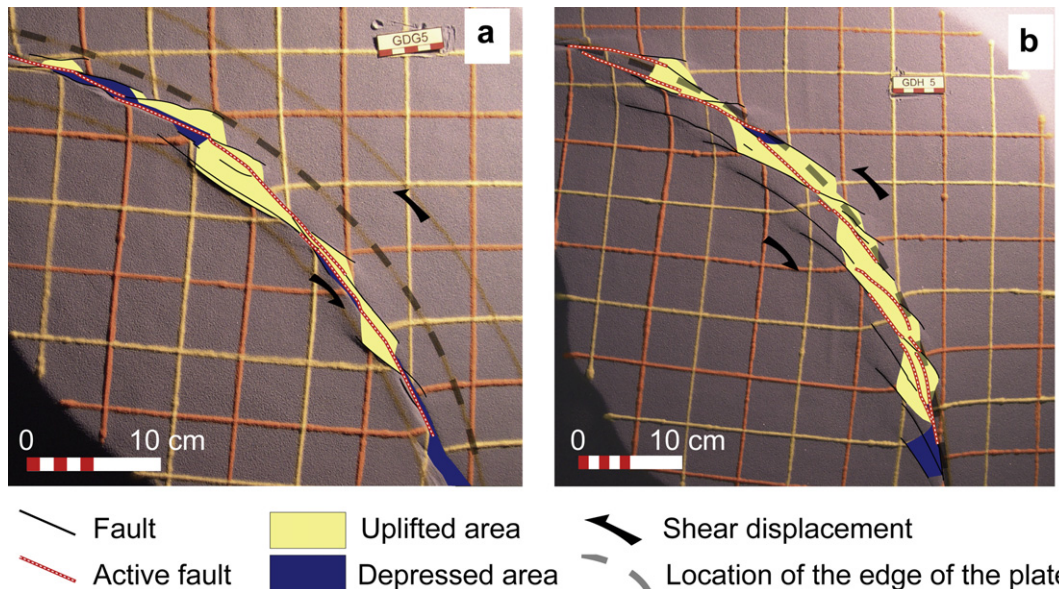 a
GDG5
0 10 cm
b
GDH 5
0 10 cm
Fault
Uplifted area
Shear displacement
Active fault
Depressed area
Location of the edge of the plate